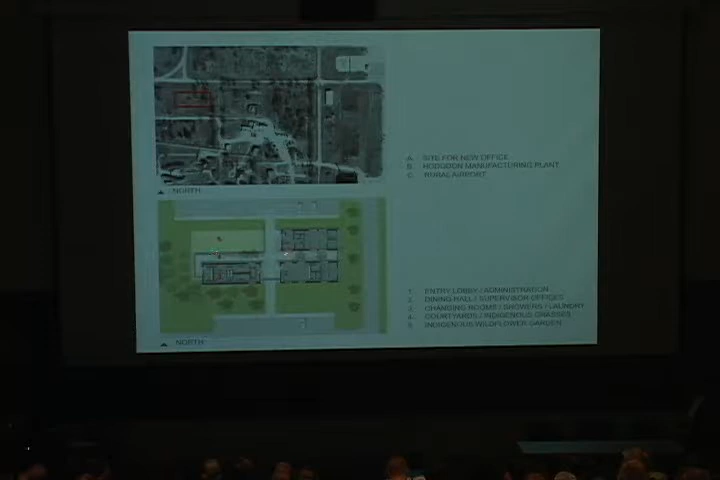 NORTH
A. SITE FOR NEW OFFICE
B. HODGDON MANUFACTURING PLANT
C. RURAL AIRPORT
NORTH
1. ENTRY LOBBY / ADMINISTRATION
2. DINING HALL / SUPERVISOR OFFICES
3. CHANGING ROOMS / SHOWERS / LAUNDRY
4. COURTYARDS / INDIGENOUS GRASSES
5. INDIGENOUS WILDFLOWER GARDEN